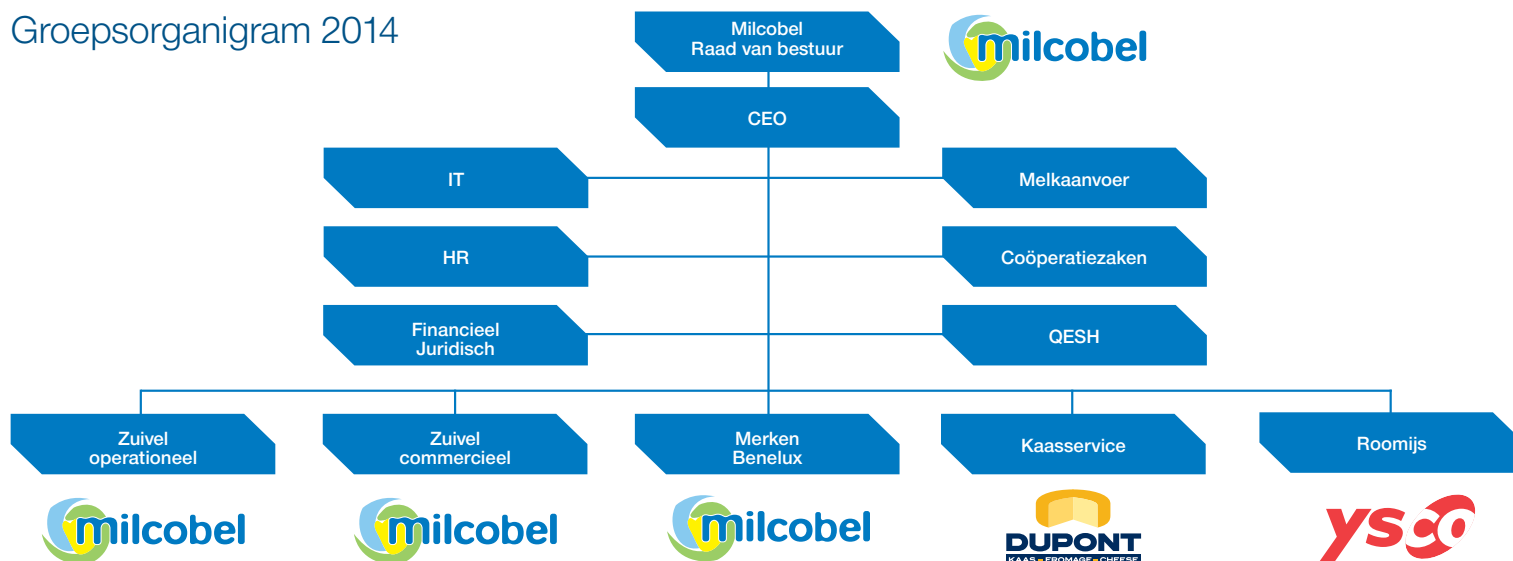 Groepsorganigram 2014
Milcobel
Raad van bestuur
milcobel
CEO
IT
Melkaanvoer
HR
Coöperatiezaken
Financieel
Juridisch
QESH
Zuivel
operationeel
Zuivel
commercieel
Merken
Benelux
Kaasservice
Roomijs
milcobel
milcobel
milcobel
DUPONT
KAAS - FROMAGE - CHEESE
ysco